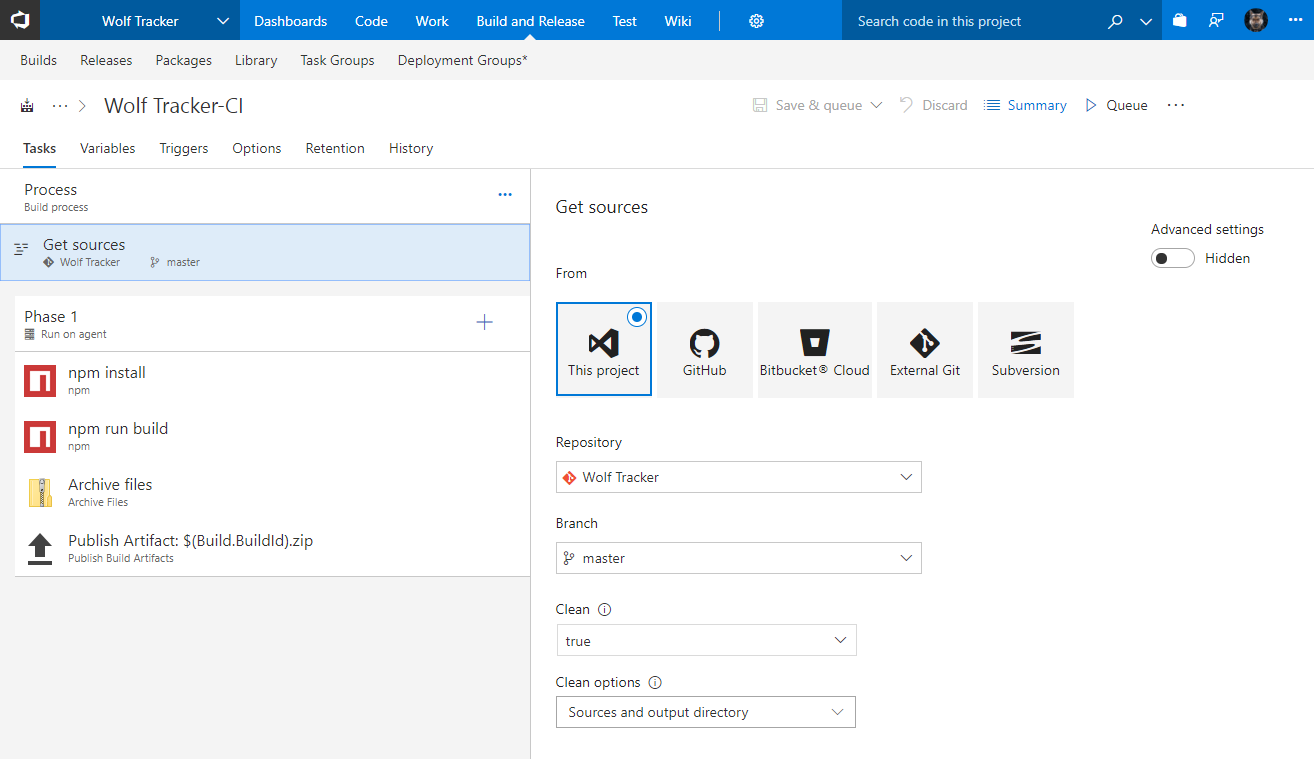 Wolf Tracker
Dashboards Code Work Build and Release Test Wiki
Search code in this project
Builds Releases Packages Library Task Groups Deployment Groups*
Wolf Tracker-CI
Save & queue Discard Summary Queue
Tasks Variables Triggers Options Retention History
Process
Build process
Get sources
Wolf Tracker master
Phase 1
Run on agent
npm install
npm
npm run build
npm
Archive files
Archive Files
Publish Artifact: $(Build.BuildId).zip
Publish Build Artifacts
Get sources
Advanced settings
Hidden
From
This project
GitHub
Bitbucket® Cloud
External Git
Subversion
Repository
Wolf Tracker
Branch
master
Clean
true
Clean options
Sources and output directory